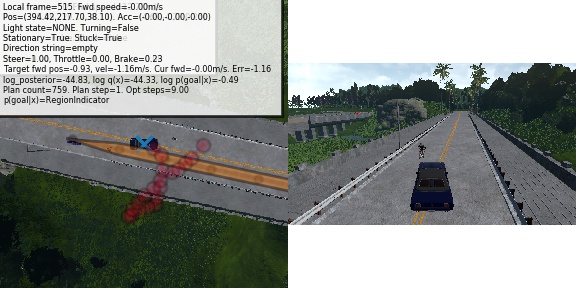 Local frame=515: Fwd speed=-0.00m/s
Pos=(394.42,217.70,38.10). Acc=(-0.00,-0.00,-0.00)
Light state=NONE. Turning=False
Stationary=True. Stuck=True
Direction string=empty
Steer=1.00, Throttle=0.00, Brake=0.23
Target fwd pos=-0.93, vel=-1.16m/s. Cur fwd=-0.00m/s. Err=-1.16
log_posterior=-44.83, log q(x)=-44.33, log p(goal|x)=-0.49
Plan count=759. Plan step=1. Opt steps=9.00
p(goal|x)=RegionIndicator